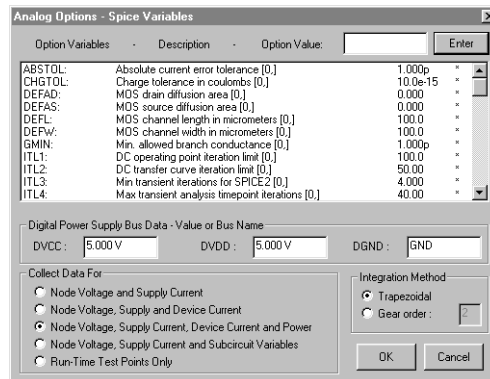 Analog Options - Spice Variables
Option Variables - Description - Option Value: Enter
ABSTOL: Absolute current error tolerance [0,] 1.000p *
CHGTOL: Charge tolerance in coulombs [0,] 10.0e-15 *
DEFAD: MOS drain diffusion area [0,] 0.000 *
DEFAS: MOS source diffusion area [0,] 0.000 *
DEFL: MOS channel length in micrometers [0,] 100.0 *
DEFW: MOS channel width in micrometers [0,] 100.0 *
GMIN: Min. allowed branch conductance [0,] 1.000p *
ITL1: DC operating point iteration limit [0,] 100.0 *
ITL2: DC transfer curve iteration limit [0,] 50.00 *
ITL3: Min transient iterations for SPICE2 [0,] 4.000 *
ITL4: Max transient analysis timepoint iterations [0,] 40.00 *
Digital Power Supply Bus Data - Value or Bus Name
DVCC : 5.000 V DVDD : 5.000 V DGND : GND
Collect Data For
Node Voltage and Supply Current
Node Voltage, Supply and Device Current
Node Voltage, Supply Current, Device Current and Power
Node Voltage, Supply Current and Subcircuit Variables
Run-Time Test Points Only
Integration Method
Trapezoidal
Gear order : 2
OK Cancel